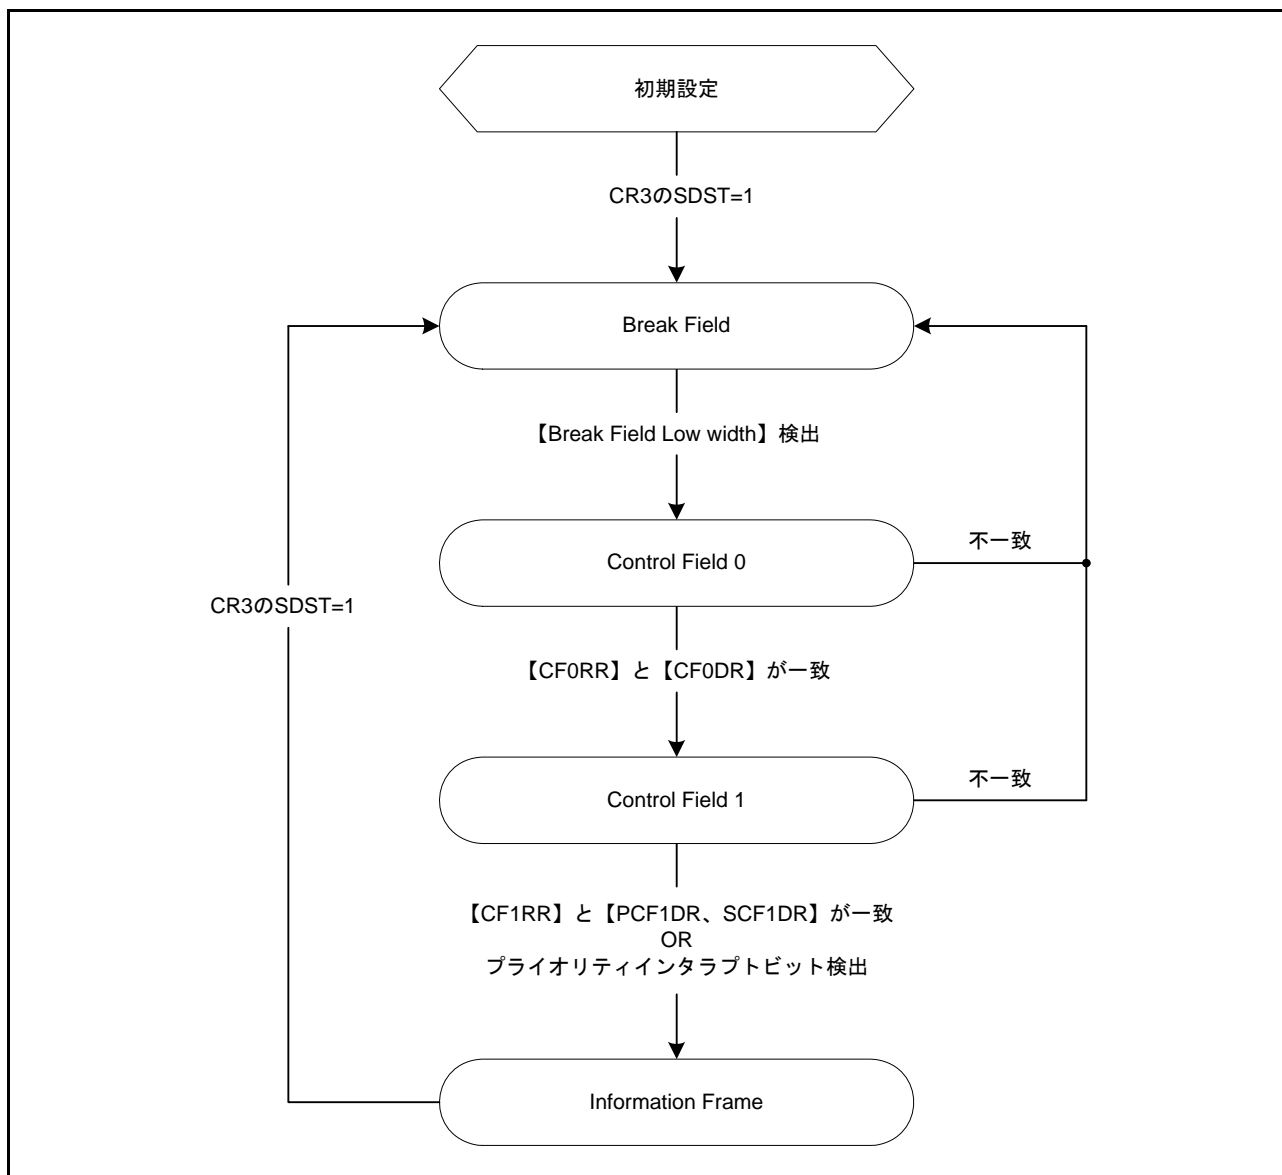 初期設定
CR3のSDST=1
Break Field
【Break Field Low width】検出
Control Field 0
不一致
CR3のSDST=1
【CF0RR】と【CF0DR】が一致
Control Field 1
不一致
【CF1RR】と【PCF1DR、SCF1DR】が一致
OR
プライオリティインタラプトビット検出
Information Frame